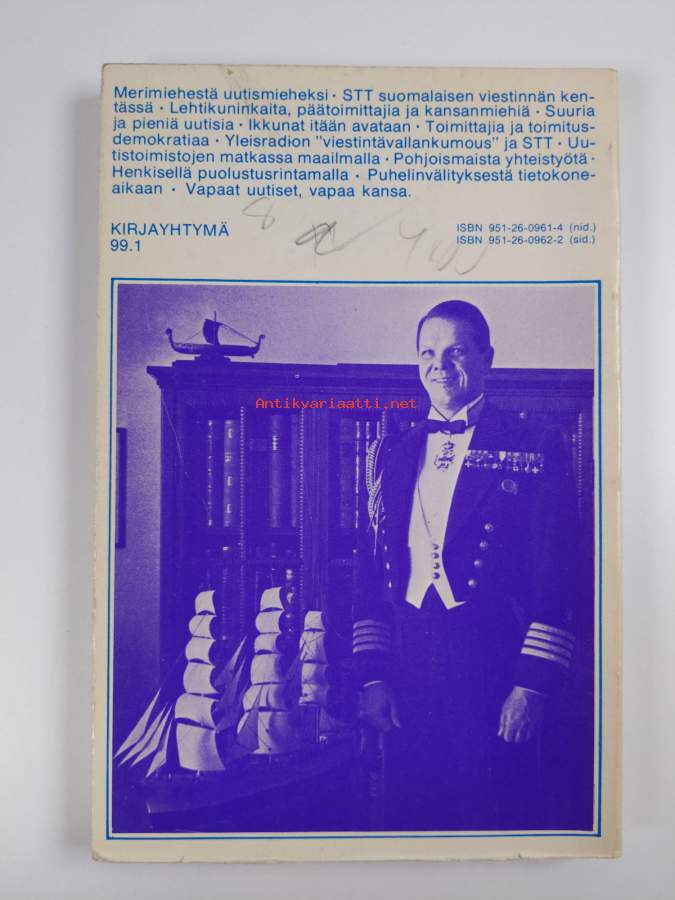 Merimiehestä uutismieheksi · STT suomalaisen viestinnän ken-
tässä · Lehtikuninkaita, päätoimittajia ja kansanmiehiä · Suuria
ja pieniä uutisia · Ikkunat itään avataan · Toimittajia ja toimitus-
demokratiaa · Yleisradion "viestintävallankumous" ja STT · Uu-
tistoimistojen matkassa maailmalla · Pohjoismaista yhteistyötä ·
Henkisellä puolustusrintamalla · Puhelinvälityksestä tietokone-
aikaan · Vapaat uutiset, vapaa kansa.
8
KIRJAYHTYMÄ
99.1
ISBN 951-26-0961-4 (nid.)
ISBN 951-26-0962-2 (sid.)
Antikvariaatti.net